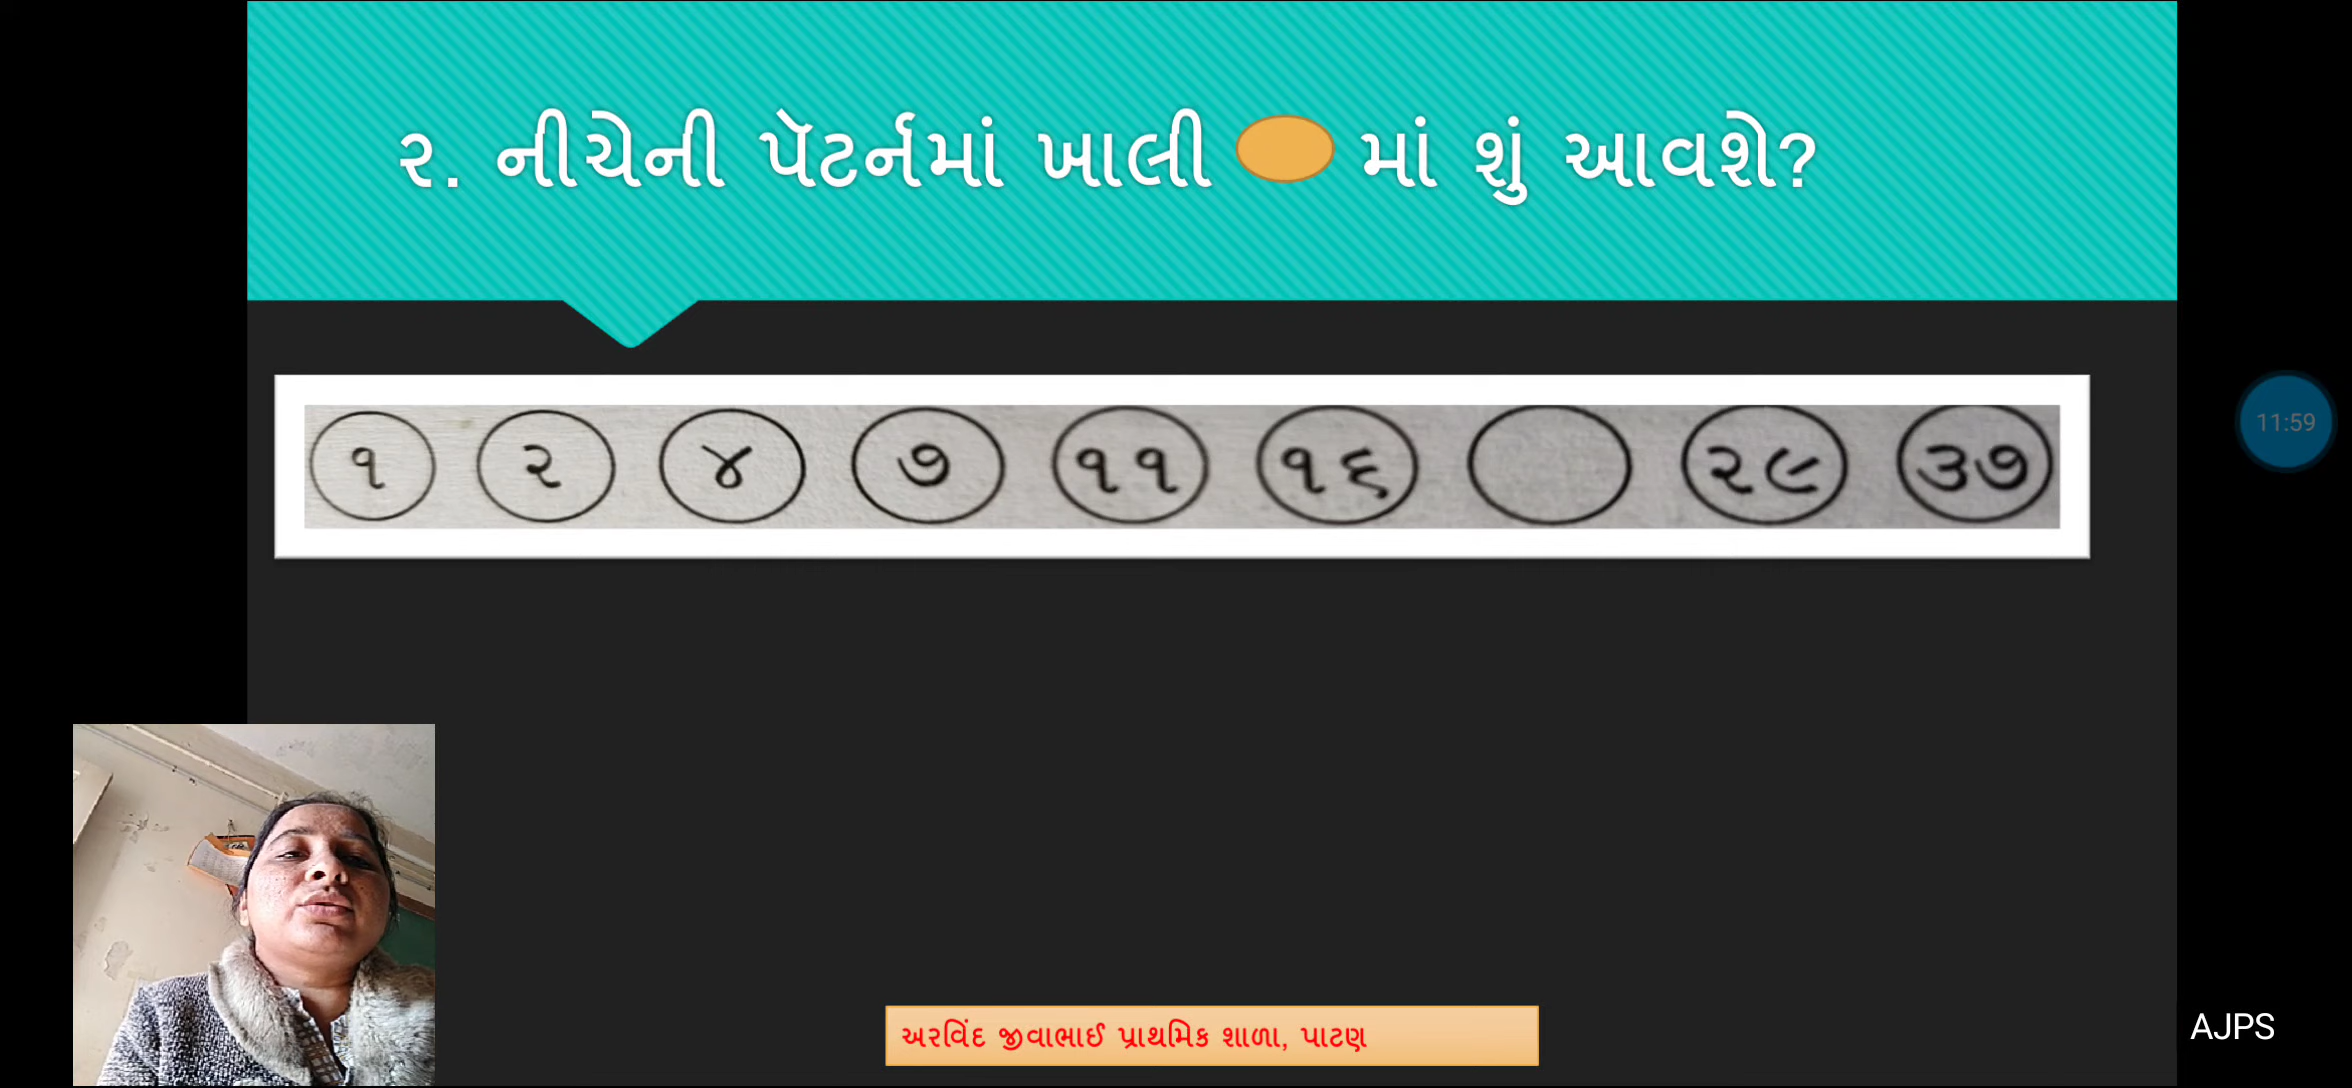 ૨. નીચેની પૅટર્નમાં ખાલી માં શું આવશે?
૧ ૨ ૪ ૭ ૧૧ ૧૬ ૨૯ ૩૭
11:59
અરવિંદ જીવાભાઈ પ્રાથમિક શાળા, પાટણ
AJPS